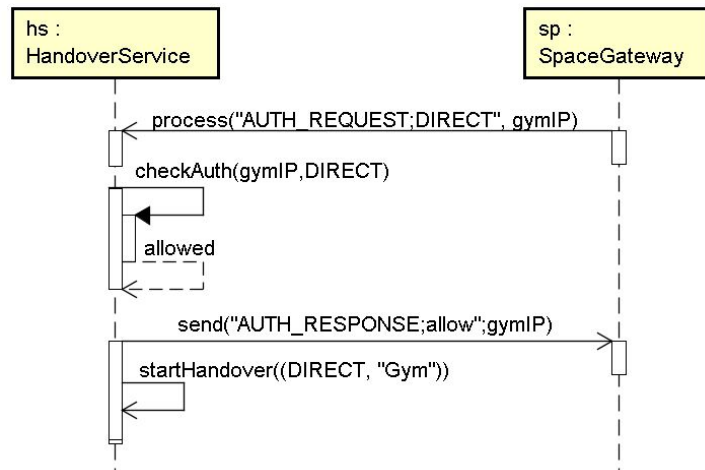 hs :
HandoverService
sp :
SpaceGateway
process("AUTH_REQUEST;DIRECT", gymIP)
checkAuth(gymIP,DIRECT)
allowed
send("AUTH_RESPONSE;allow";gymIP)
startHandover((DIRECT, "Gym"))